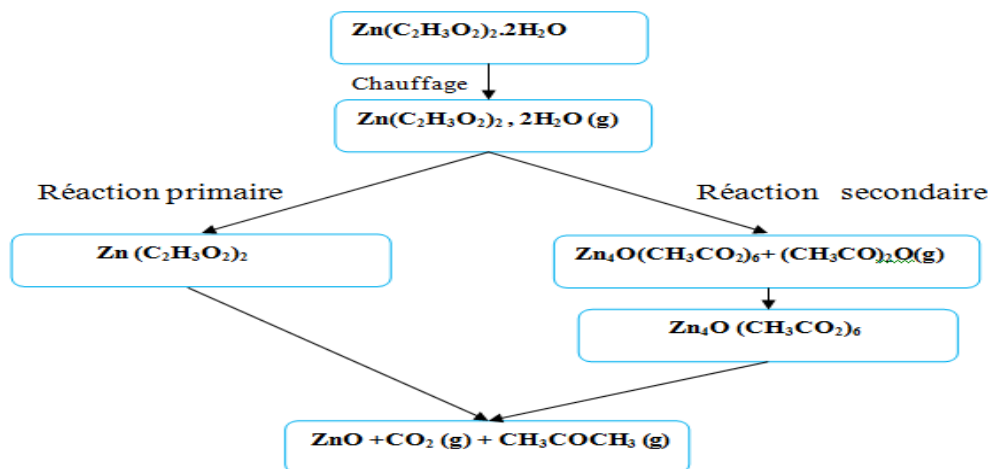 Zn(C₂H₃O₂)₂.2H₂O
Chauffage
Zn(C₂H₃O₂)₂ , 2H₂O (g)
Réaction primaire
Réaction secondaire
Zn (C₂H₃O₂)₂
Zn₄O(CH₃CO₂)₆+ (CH₃CO)₂O(g)
Zn₄O (CH₃CO₂)₆
ZnO +CO₂ (g) + CH₃COCH₃ (g)